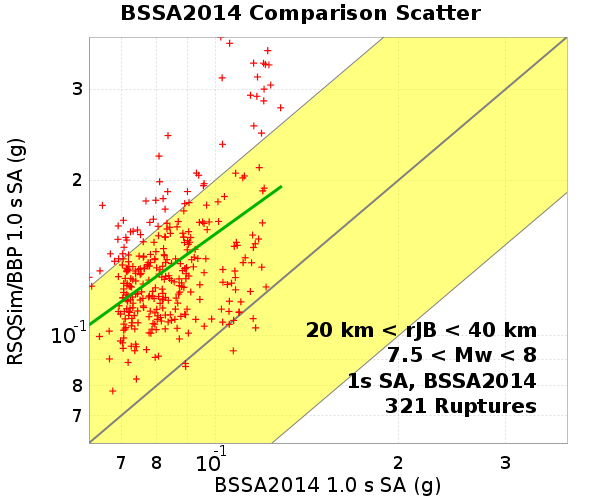 BSSA2014 Comparison Scatter
RSQSim/BBP 1.0 s SA (g)
3
2
10^-1
8
7
20 km < rJB < 40 km
7.5 < Mw < 8
1s SA, BSSA2014
321 Ruptures
7 8 10^-1 2 3
BSSA2014 1.0 s SA (g)